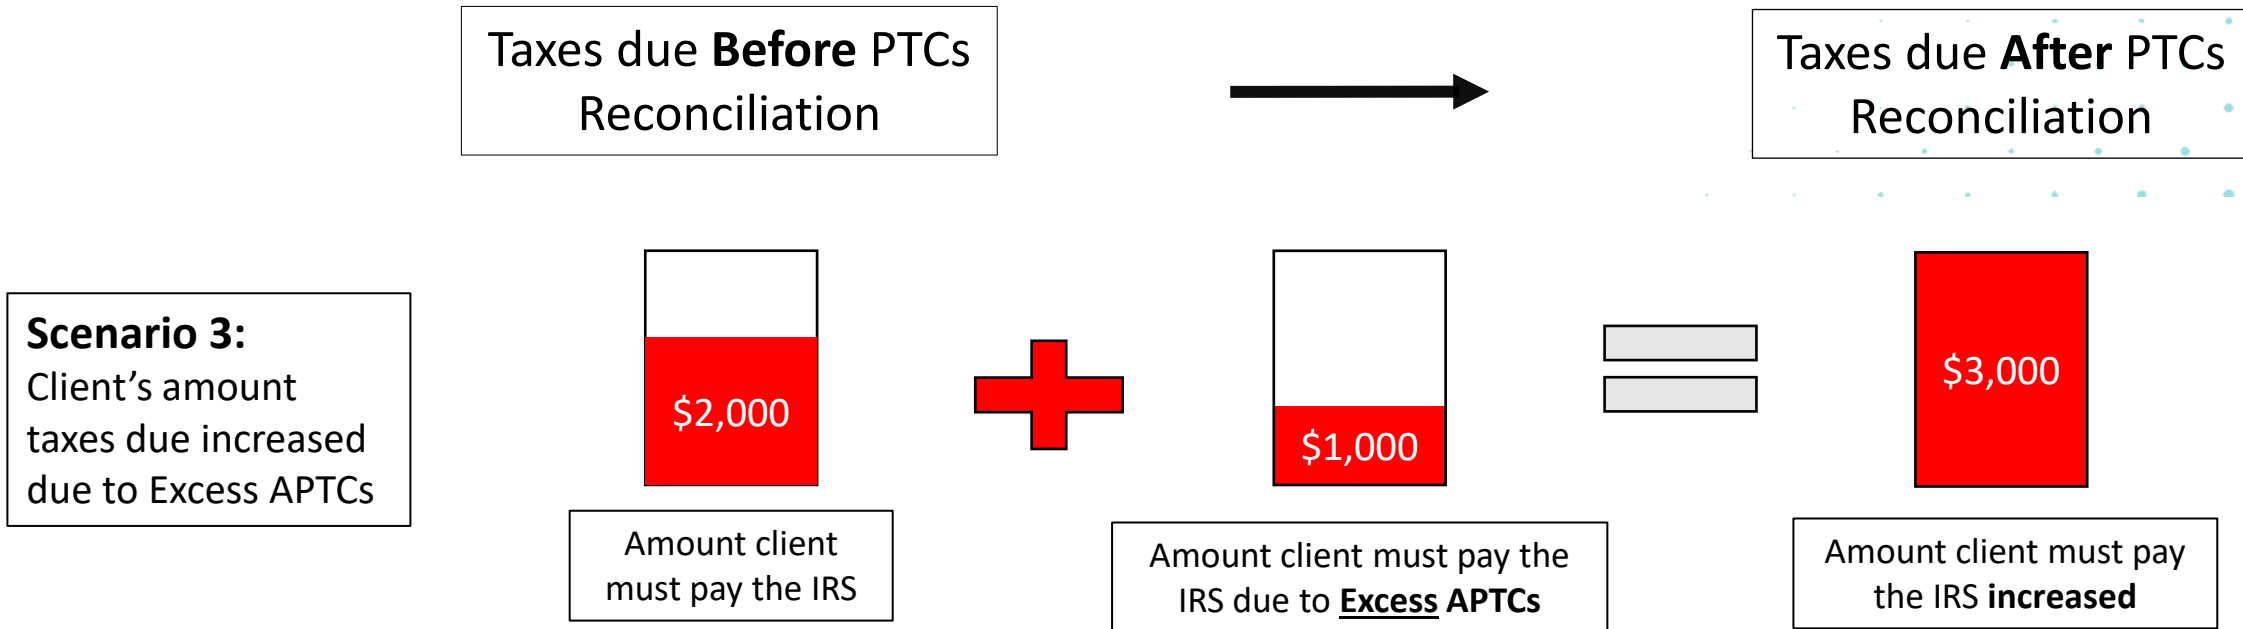 Taxes due Before PTCs
Reconciliation
Taxes due After PTCs
Reconciliation
Scenario 3:
Client’s amount
taxes due increased
due to Excess APTCs
$2,000
$1,000
$3,000
Amount client
must pay the IRS
Amount client must pay the
IRS due to Excess APTCs
Amount client must pay
the IRS increased